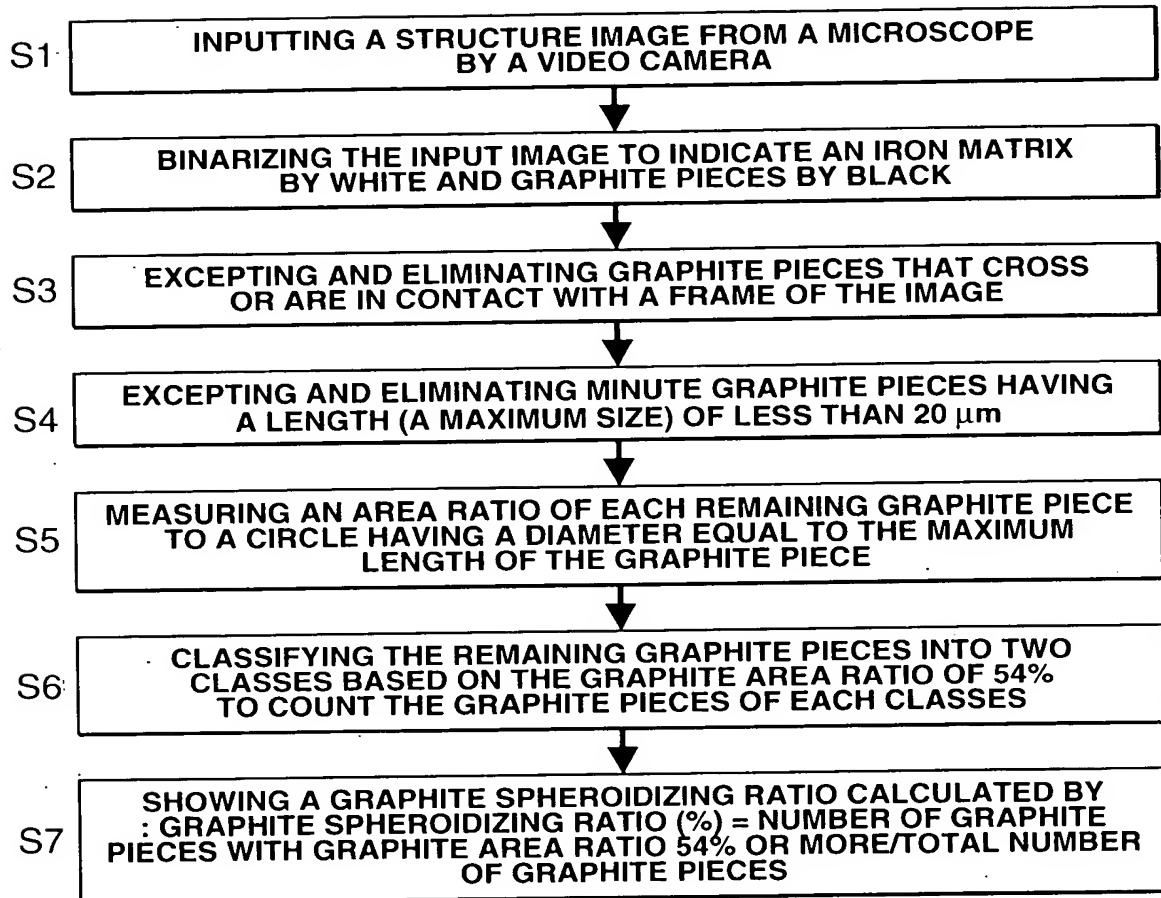 S1
INPUTTING A STRUCTURE IMAGE FROM A MICROSCOPE
BY A VIDEO CAMERA
S2
BINARIZING THE INPUT IMAGE TO INDICATE AN IRON MATRIX
BY WHITE AND GRAPHITE PIECES BY BLACK
S3
EXCEPTING AND ELIMINATING GRAPHITE PIECES THAT CROSS
OR ARE IN CONTACT WITH A FRAME OF THE IMAGE
S4
EXCEPTING AND ELIMINATING MINUTE GRAPHITE PIECES HAVING
A LENGTH (A MAXIMUM SIZE) OF LESS THAN 20 μm
S5
MEASURING AN AREA RATIO OF EACH REMAINING GRAPHITE PIECE
TO A CIRCLE HAVING A DIAMETER EQUAL TO THE MAXIMUM
LENGTH OF THE GRAPHITE PIECE
S6
CLASSIFYING THE REMAINING GRAPHITE PIECES INTO TWO
CLASSES BASED ON THE GRAPHITE AREA RATIO OF 54%
TO COUNT THE GRAPHITE PIECES OF EACH CLASSES
S7
SHOWING A GRAPHITE SPHEROIDIZING RATIO CALCULATED BY
: GRAPHITE SPHEROIDIZING RATIO (%) = NUMBER OF GRAPHITE
PIECES WITH GRAPHITE AREA RATIO 54% OR MORE/TOTAL NUMBER
OF GRAPHITE PIECES